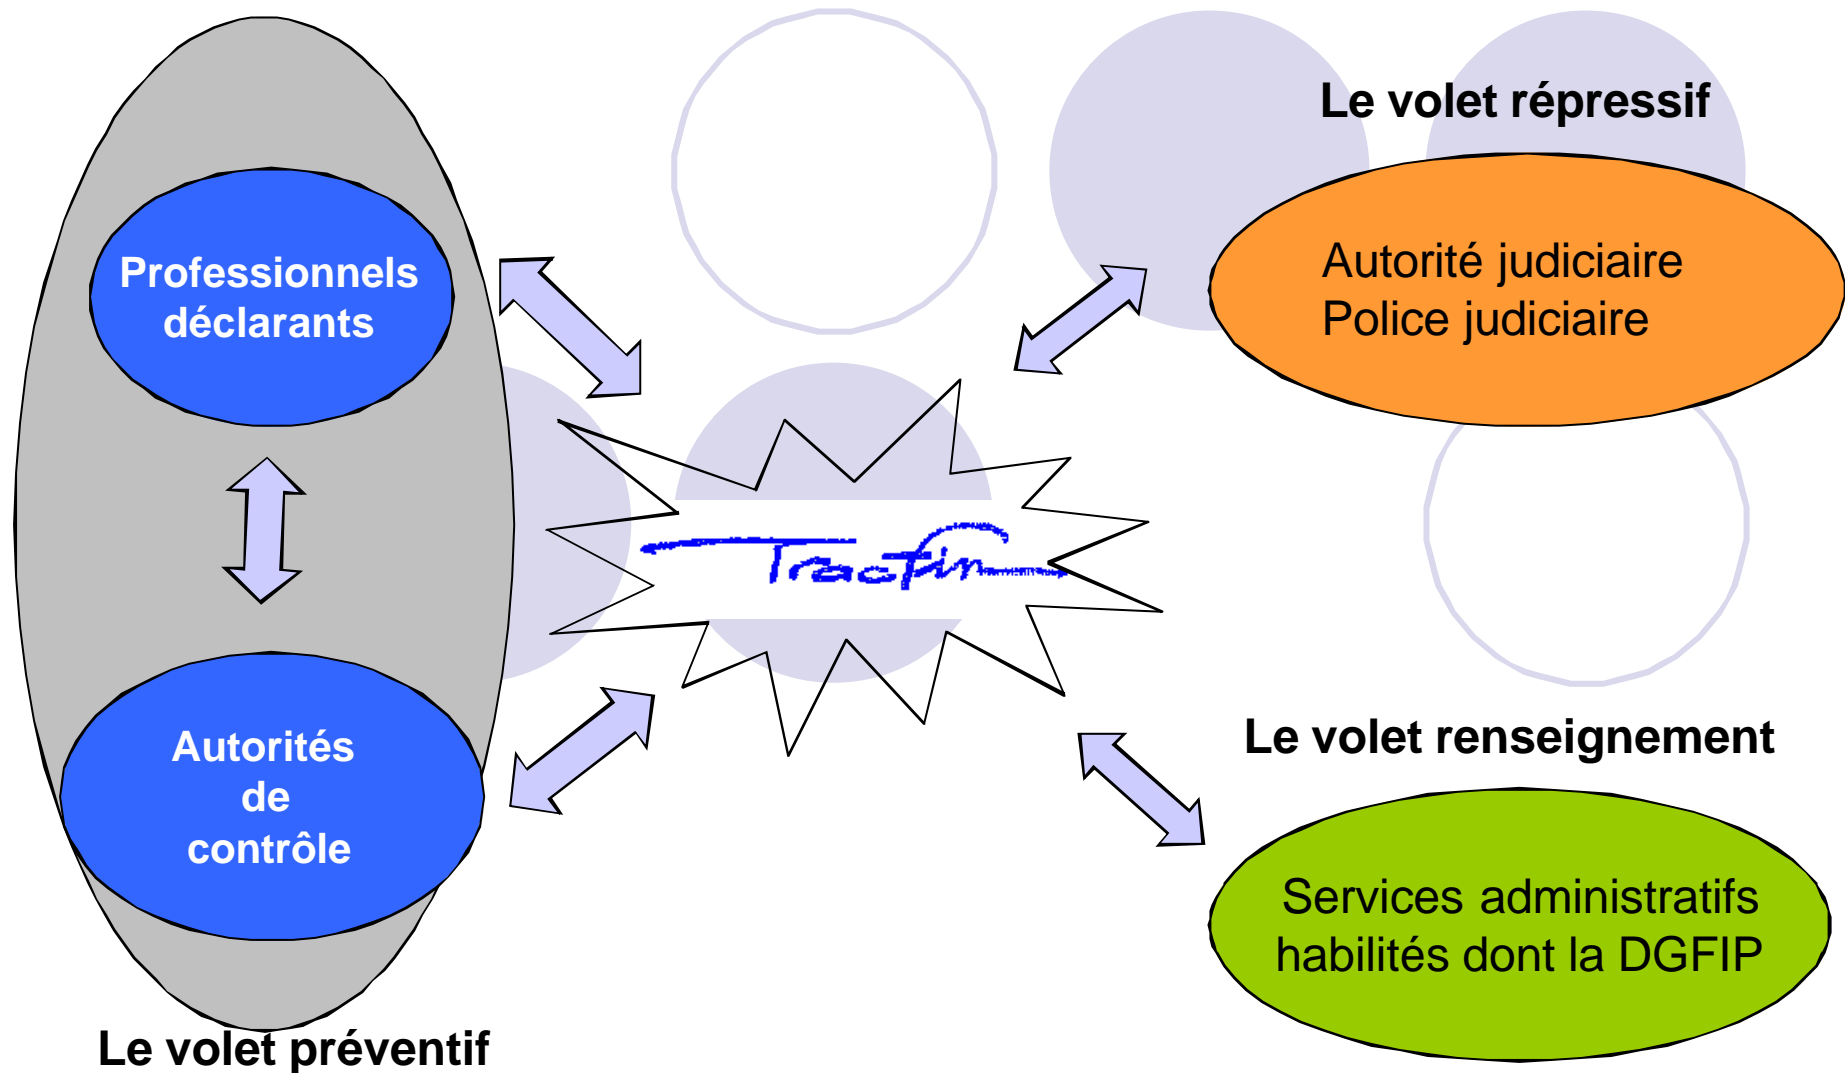 Le volet répressif
Professionnels
déclarants
Autorité judiciaire
Police judiciaire
TracFin
Autorités
de
contrôle
Le volet renseignement
Services administratifs
habilités dont la DGFIP
Le volet préventif